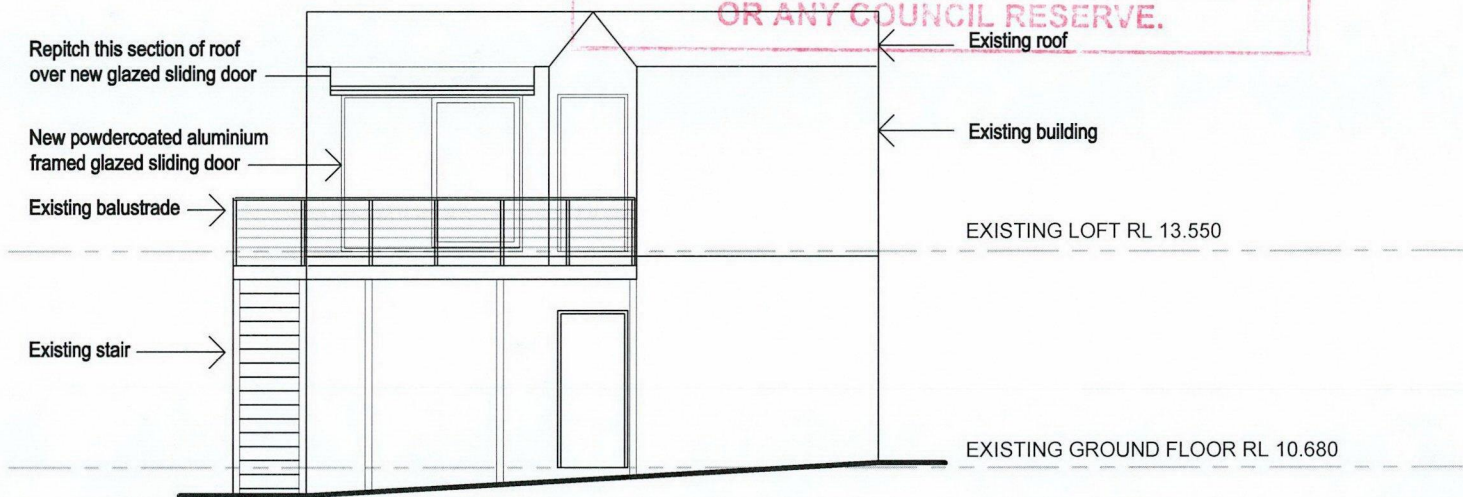 OR ANY COUNCIL RESERVE.
Repitch this section of roof
over new glazed sliding door
Existing roof
New powdercoated aluminium
framed glazed sliding door
Existing building
Existing balustrade
EXISTING LOFT RL 13.550
Existing stair
EXISTING GROUND FLOOR RL 10.680